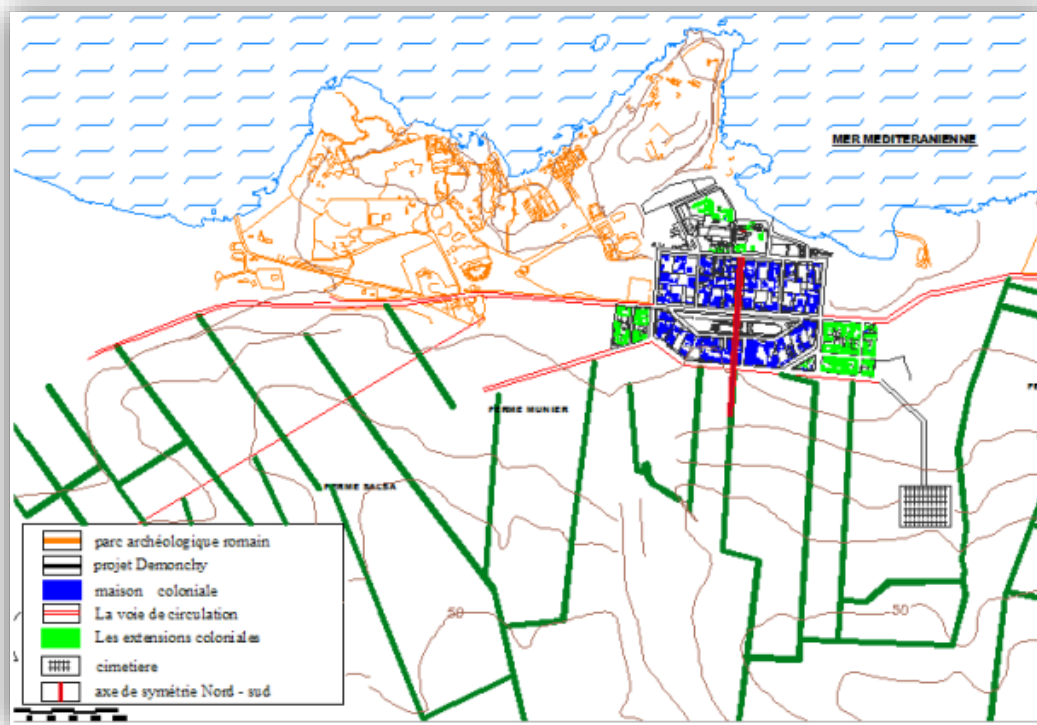 MER MEDITERANIENNE
FERME MUNIER
FERME SACSA
50
50
parc archéologique romain
projet Demonchy
maison coloniale
La voie de circulation
Les extensions coloniales
cimetiere
axe de symétrie Nord - sud